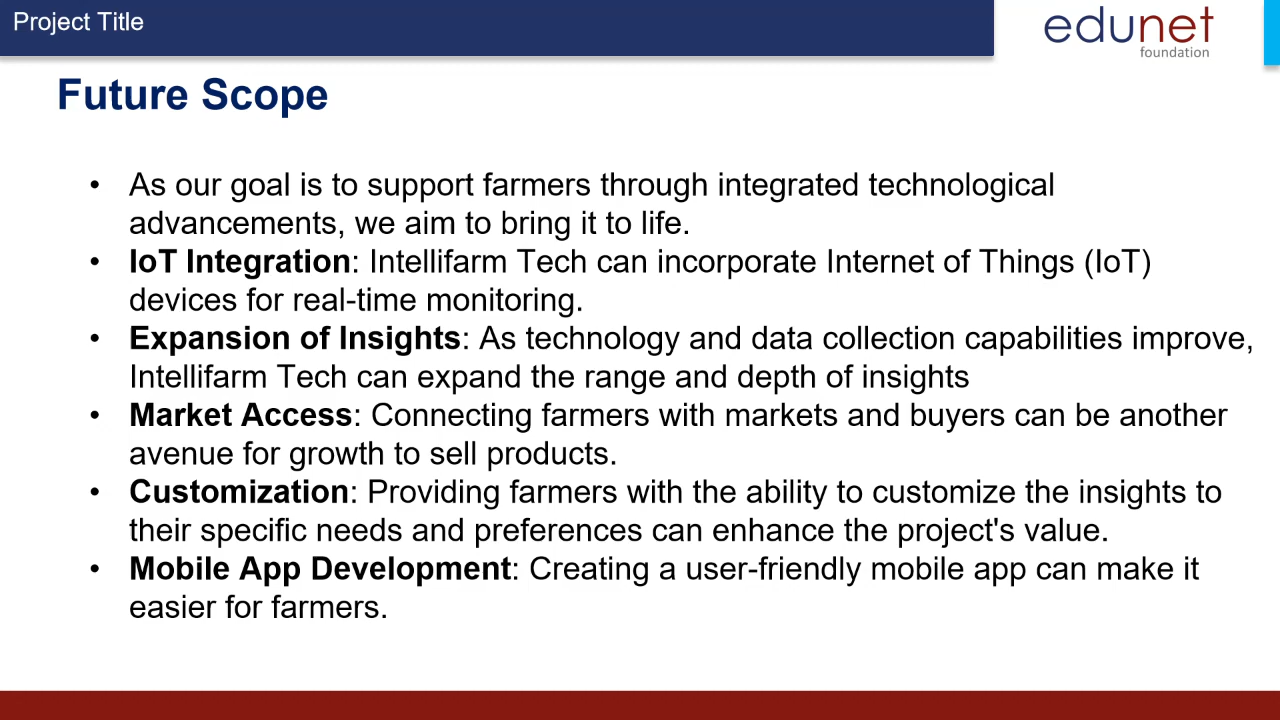 Project Title
edunet
foundation
Future Scope
• As our goal is to support farmers through integrated technological
advancements, we aim to bring it to life.
• IoT Integration: Intellifarm Tech can incorporate Internet of Things (IoT)
devices for real-time monitoring.
• Expansion of Insights: As technology and data collection capabilities improve,
Intellifarm Tech can expand the range and depth of insights
• Market Access: Connecting farmers with markets and buyers can be another
avenue for growth to sell products.
• Customization: Providing farmers with the ability to customize the insights to
their specific needs and preferences can enhance the project's value.
• Mobile App Development: Creating a user-friendly mobile app can make it
easier for farmers.